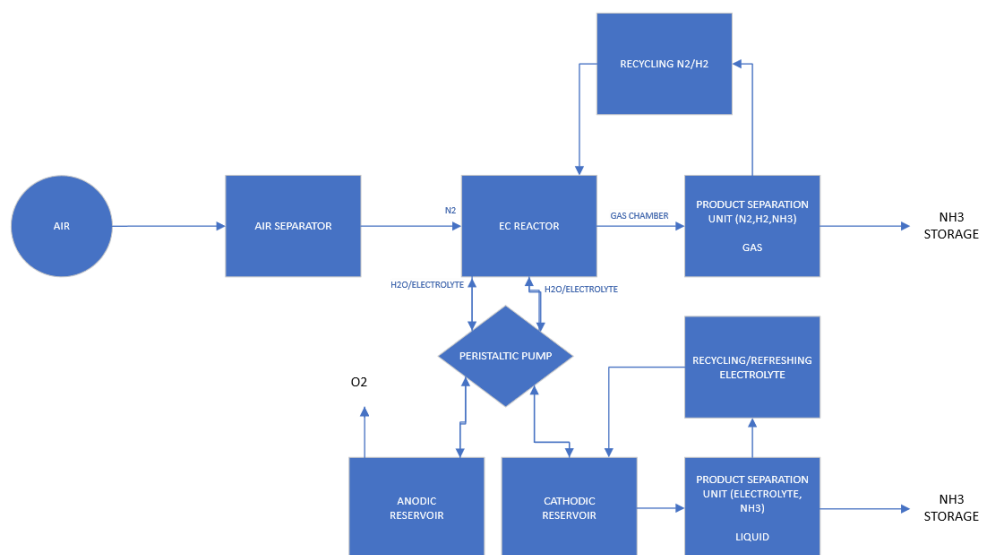 RECYCLING N2/H2
AIR
AIR SEPARATOR
N2
EC REACTOR
GAS CHAMBER
PRODUCT SEPARATION
UNIT (N2,H2,NH3)
GAS
NH3
STORAGE
H2O/ELECTROLYTE
H2O/ELECTROLYTE
PERISTALTIC PUMP
RECYCLING/REFRESHING
ELECTROLYTE
O2
ANODIC
RESERVOIR
CATHODIC
RESERVOIR
PRODUCT SEPARATION
UNIT (ELECTROLYTE,
NH3)
LIQUID
NH3
STORAGE